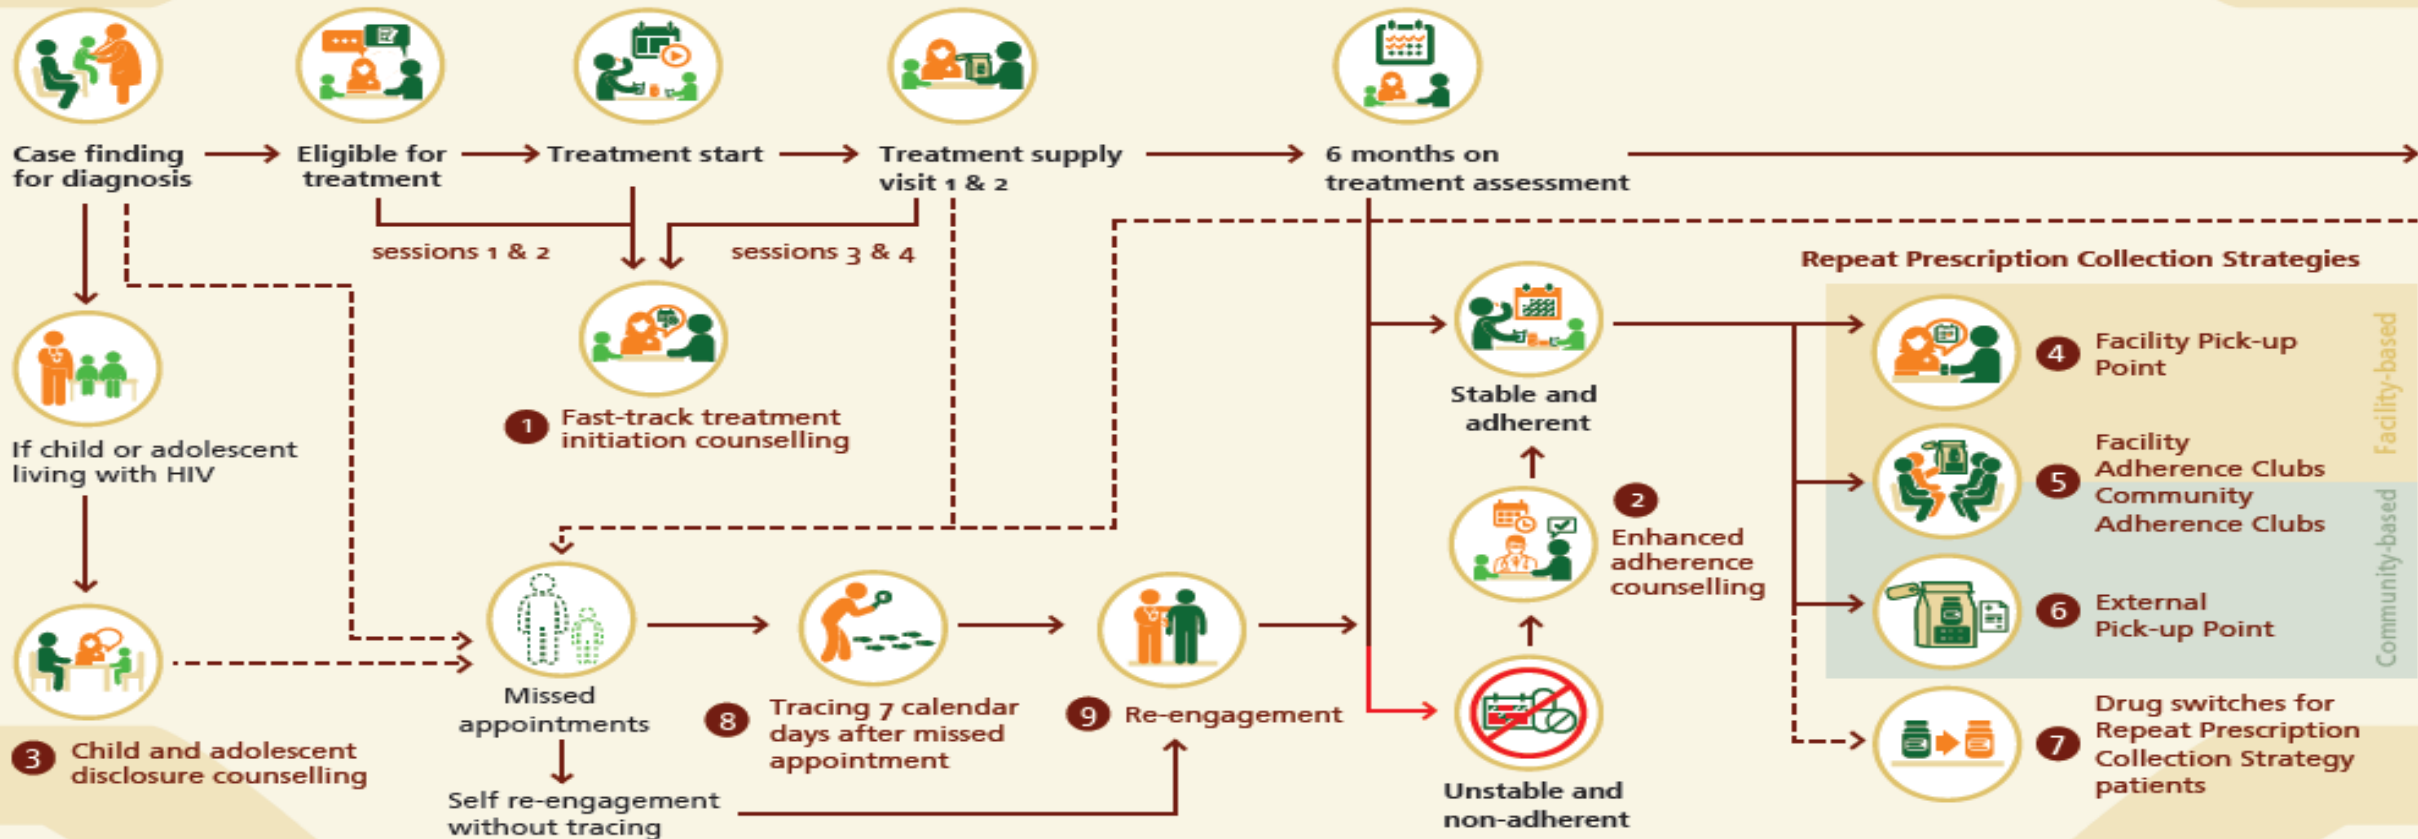 Case finding
for diagnosis
Eligible for
treatment
Treatment start
Treatment supply
visit 1 & 2
6 months on
treatment assessment
sessions 1 & 2
sessions 3 & 4
Repeat Prescription Collection Strategies
1
Fast-track treatment
initiation counselling
If child or adolescent
living with HIV
3
Child and adolescent
disclosure counselling
Missed
appointments
Self re-engagement
without tracing
8
Tracing 7 calendar
days after missed
appointment
9
Re-engagement
Stable and
adherent
2
Enhanced
adherence
counselling
Unstable and
non-adherent
4
Facility Pick-up
Point
5
Facility
Adherence Clubs
Community
Adherence Clubs
6
External
Pick-up Point
7
Drug switches for
Repeat Prescription
Collection Strategy
patients
Facility-based
Community-based